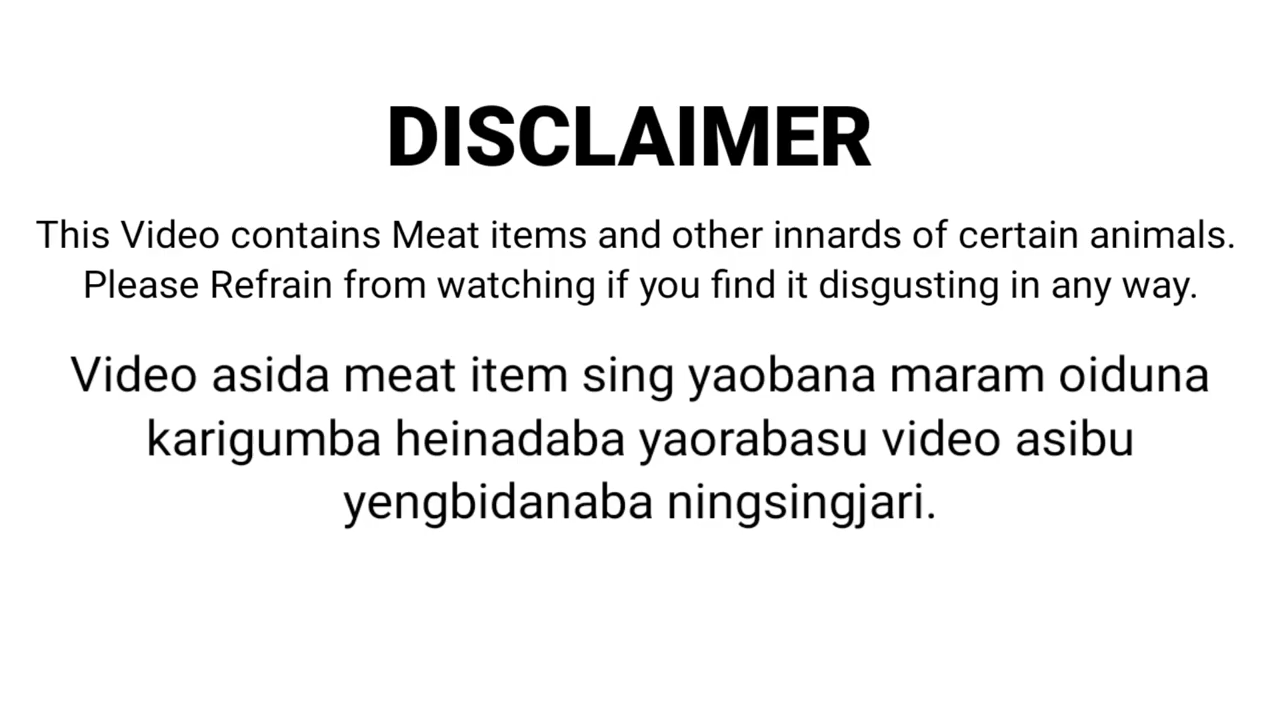 DISCLAIMER
This Video contains Meat items and other innards of certain animals.
Please Refrain from watching if you find it disgusting in any way.
Video asida meat item sing yaobana maram oiduna
karigumba heinadaba yaorabasu video asibu
yengbidanaba ningsingjari.